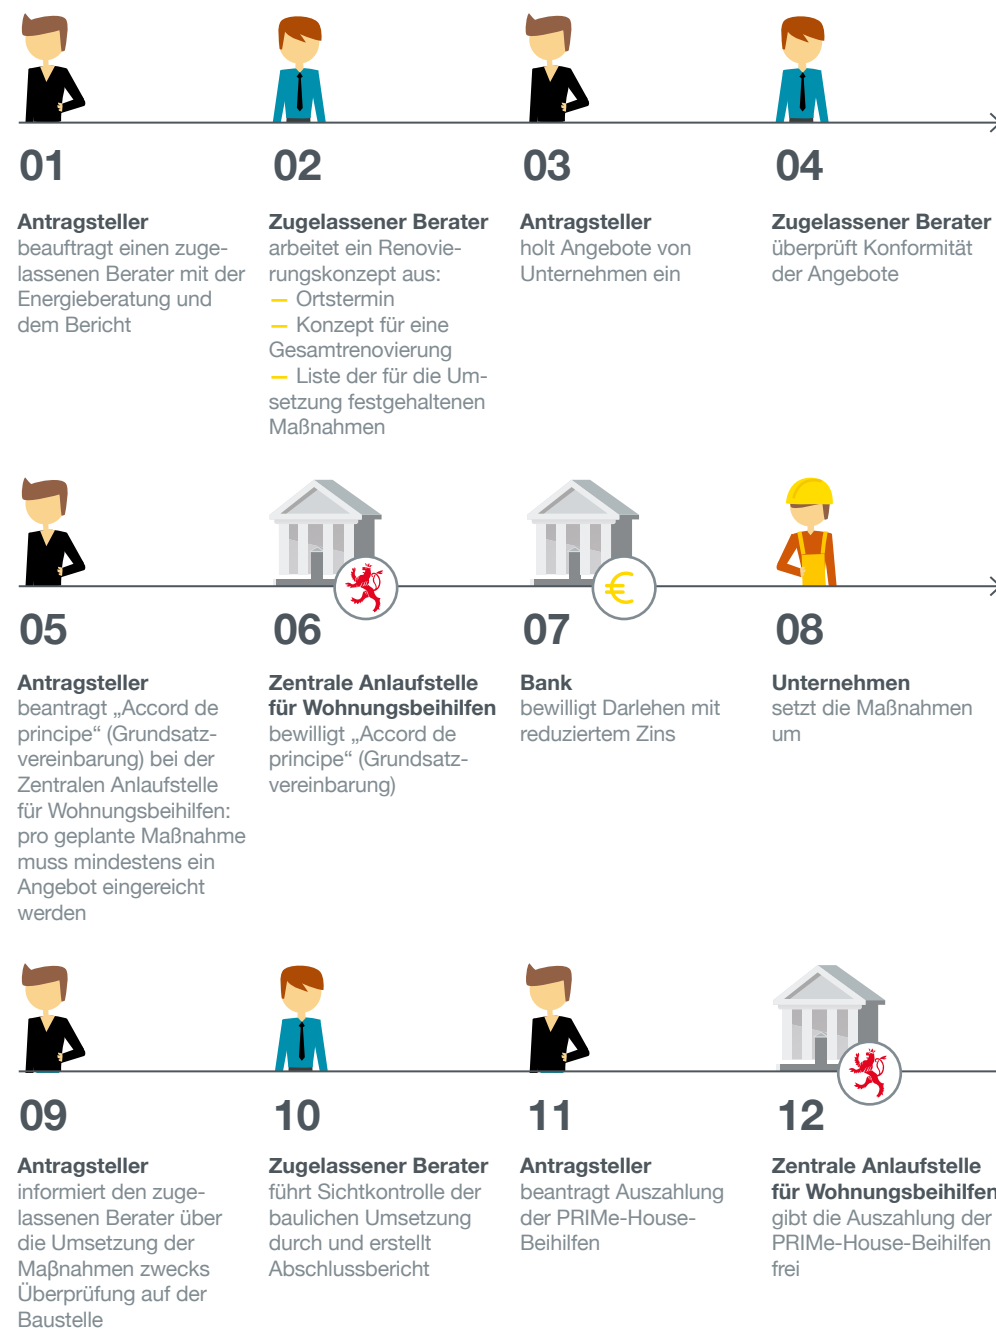 01
Antragsteller
beauftragt einen zuge-
lassenen Berater mit der
Energieberatung und
dem Bericht
02
Zugelassener Berater
arbeitet ein Renovie-
rungskonzept aus:
— Ortstermin
— Konzept für eine
Gesamtrenovierung
— Liste der für die Um-
setzung festgehaltenen
Maßnahmen
03
Antragsteller
holt Angebote von
Unternehmen ein
04
Zugelassener Berater
überprüft Konformität
der Angebote
05
Antragsteller
beantragt „Accord de
principe“ (Grundsatz-
vereinbarung) bei der
Zentralen Anlaufstelle
für Wohnungsbeihilfen:
pro geplante Maßnahme
muss mindestens ein
Angebot eingereicht
werden
06
Zentrale Anlaufstelle
für Wohnungsbeihilfen
bewilligt „Accord de
principe“ (Grundsatz-
vereinbarung)
€
07
Bank
bewilligt Darlehen mit
reduziertem Zins
08
Unternehmen
setzt die Maßnahmen
um
09
Antragsteller
informiert den zuge-
lassenen Berater über
die Umsetzung der
Maβnahmen zwecks
Überprüfung auf der
Baustelle
10
Zugelassener Berater
führt Sichtkontrolle der
baulichen Umsetzung
durch und erstellt
Abschlussbericht
11
Antragsteller
beantragt Auszahlung
der PRIMe-House-
Beihilfen
12
Zentrale Anlaufstelle
für Wohnungsbeihilfen
gibt die Auszahlung der
PRIMe-House-Beihilfen
frei